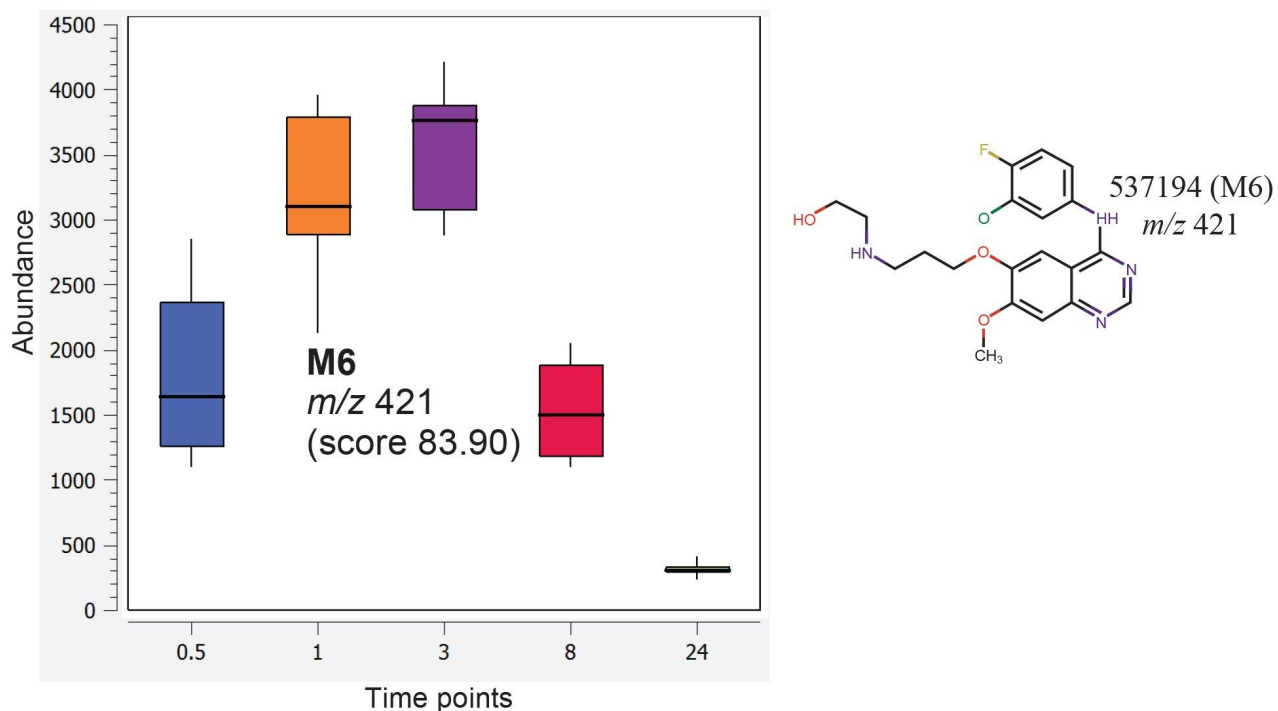 4500
4000
3500
3000
2500
2000
1500
1000
500
0
Abundance
M6
m/z 421
(score 83.90)
0.5 1 3 8 24
Time points
F
O
HO
HN
O
O
CH3
HH
N
N
537194 (M6)
m/z 421